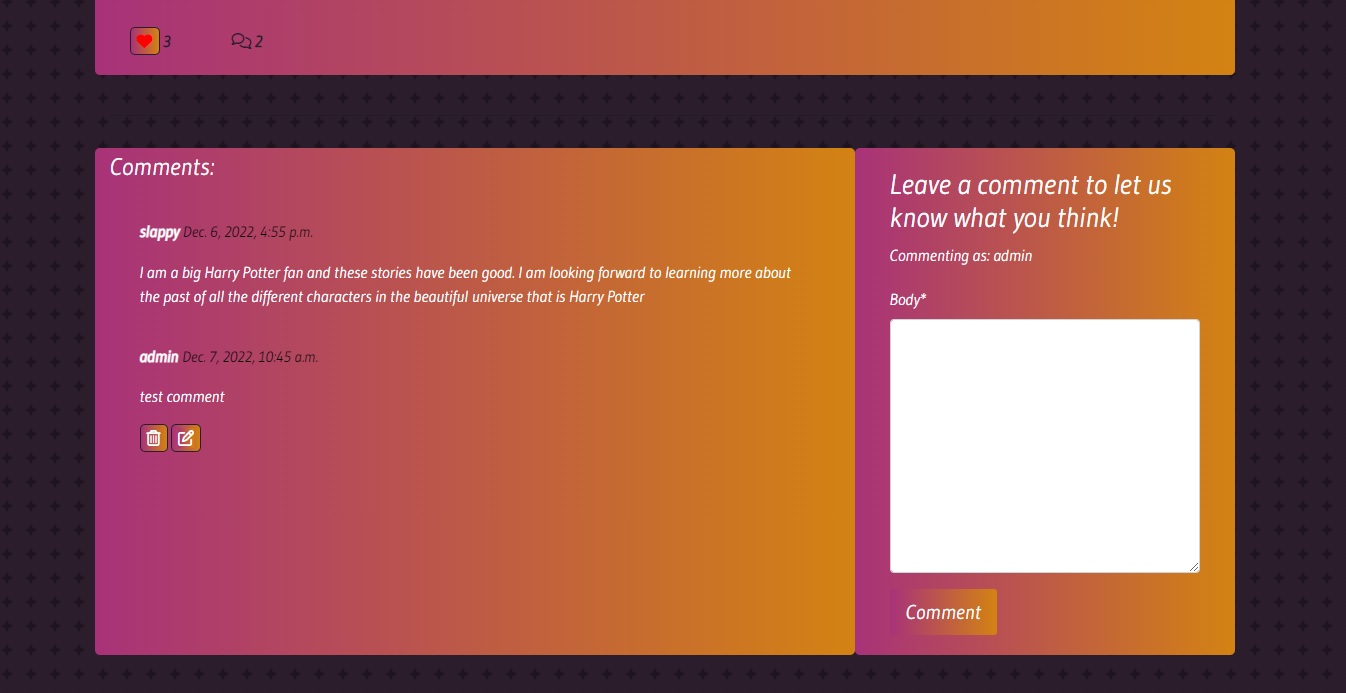 3 2
Comments:
slappy Dec. 6, 2022, 4:55 p.m.
I am a big Harry Potter fan and these stories have been good. I am looking forward to learning more about
the past of all the different characters in the beautiful universe that is Harry Potter
admin Dec. 7, 2022, 10:45 a.m.
test comment
Leave a comment to let us
know what you think!
Commenting as: admin
Body*
Comment